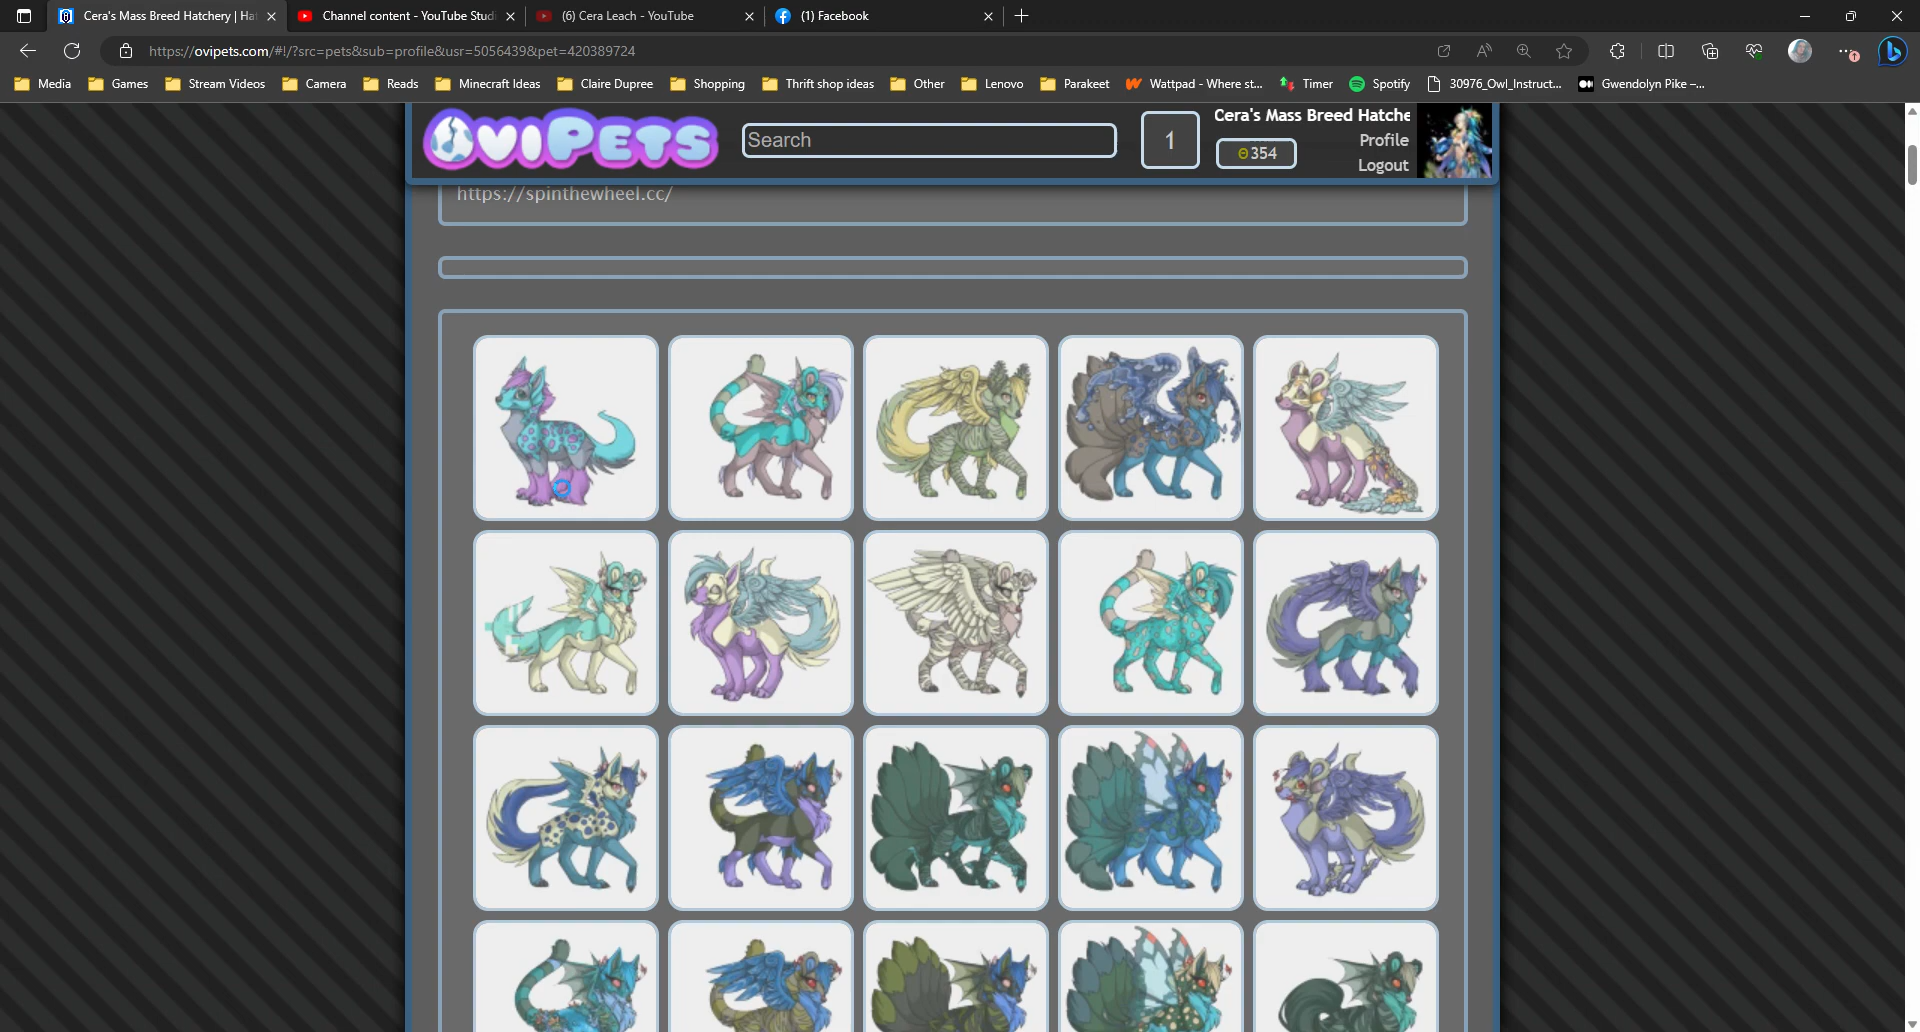 Cera's Mass Breed Hatchery | Hat
Channel content - YouTube Studi
(6) Cera Leach - YouTube
(1) Facebook
https://ovipets.com/#!/?src=pets&sub=profile&usr=5056439&pet=420389724
Media Games Stream Videos Camera Reads Minecraft Ideas Claire Dupree Shopping Thrift shop ideas Other Lenovo Parakeet Wattpad - Where st... Timer Spotify 30976_Owl_Instruct... Gwendolyn Pike –...
OviPets
Search
1
Cera's Mass Breed Hatche
354
Profile
Logout
https://spinthewheel.cc/